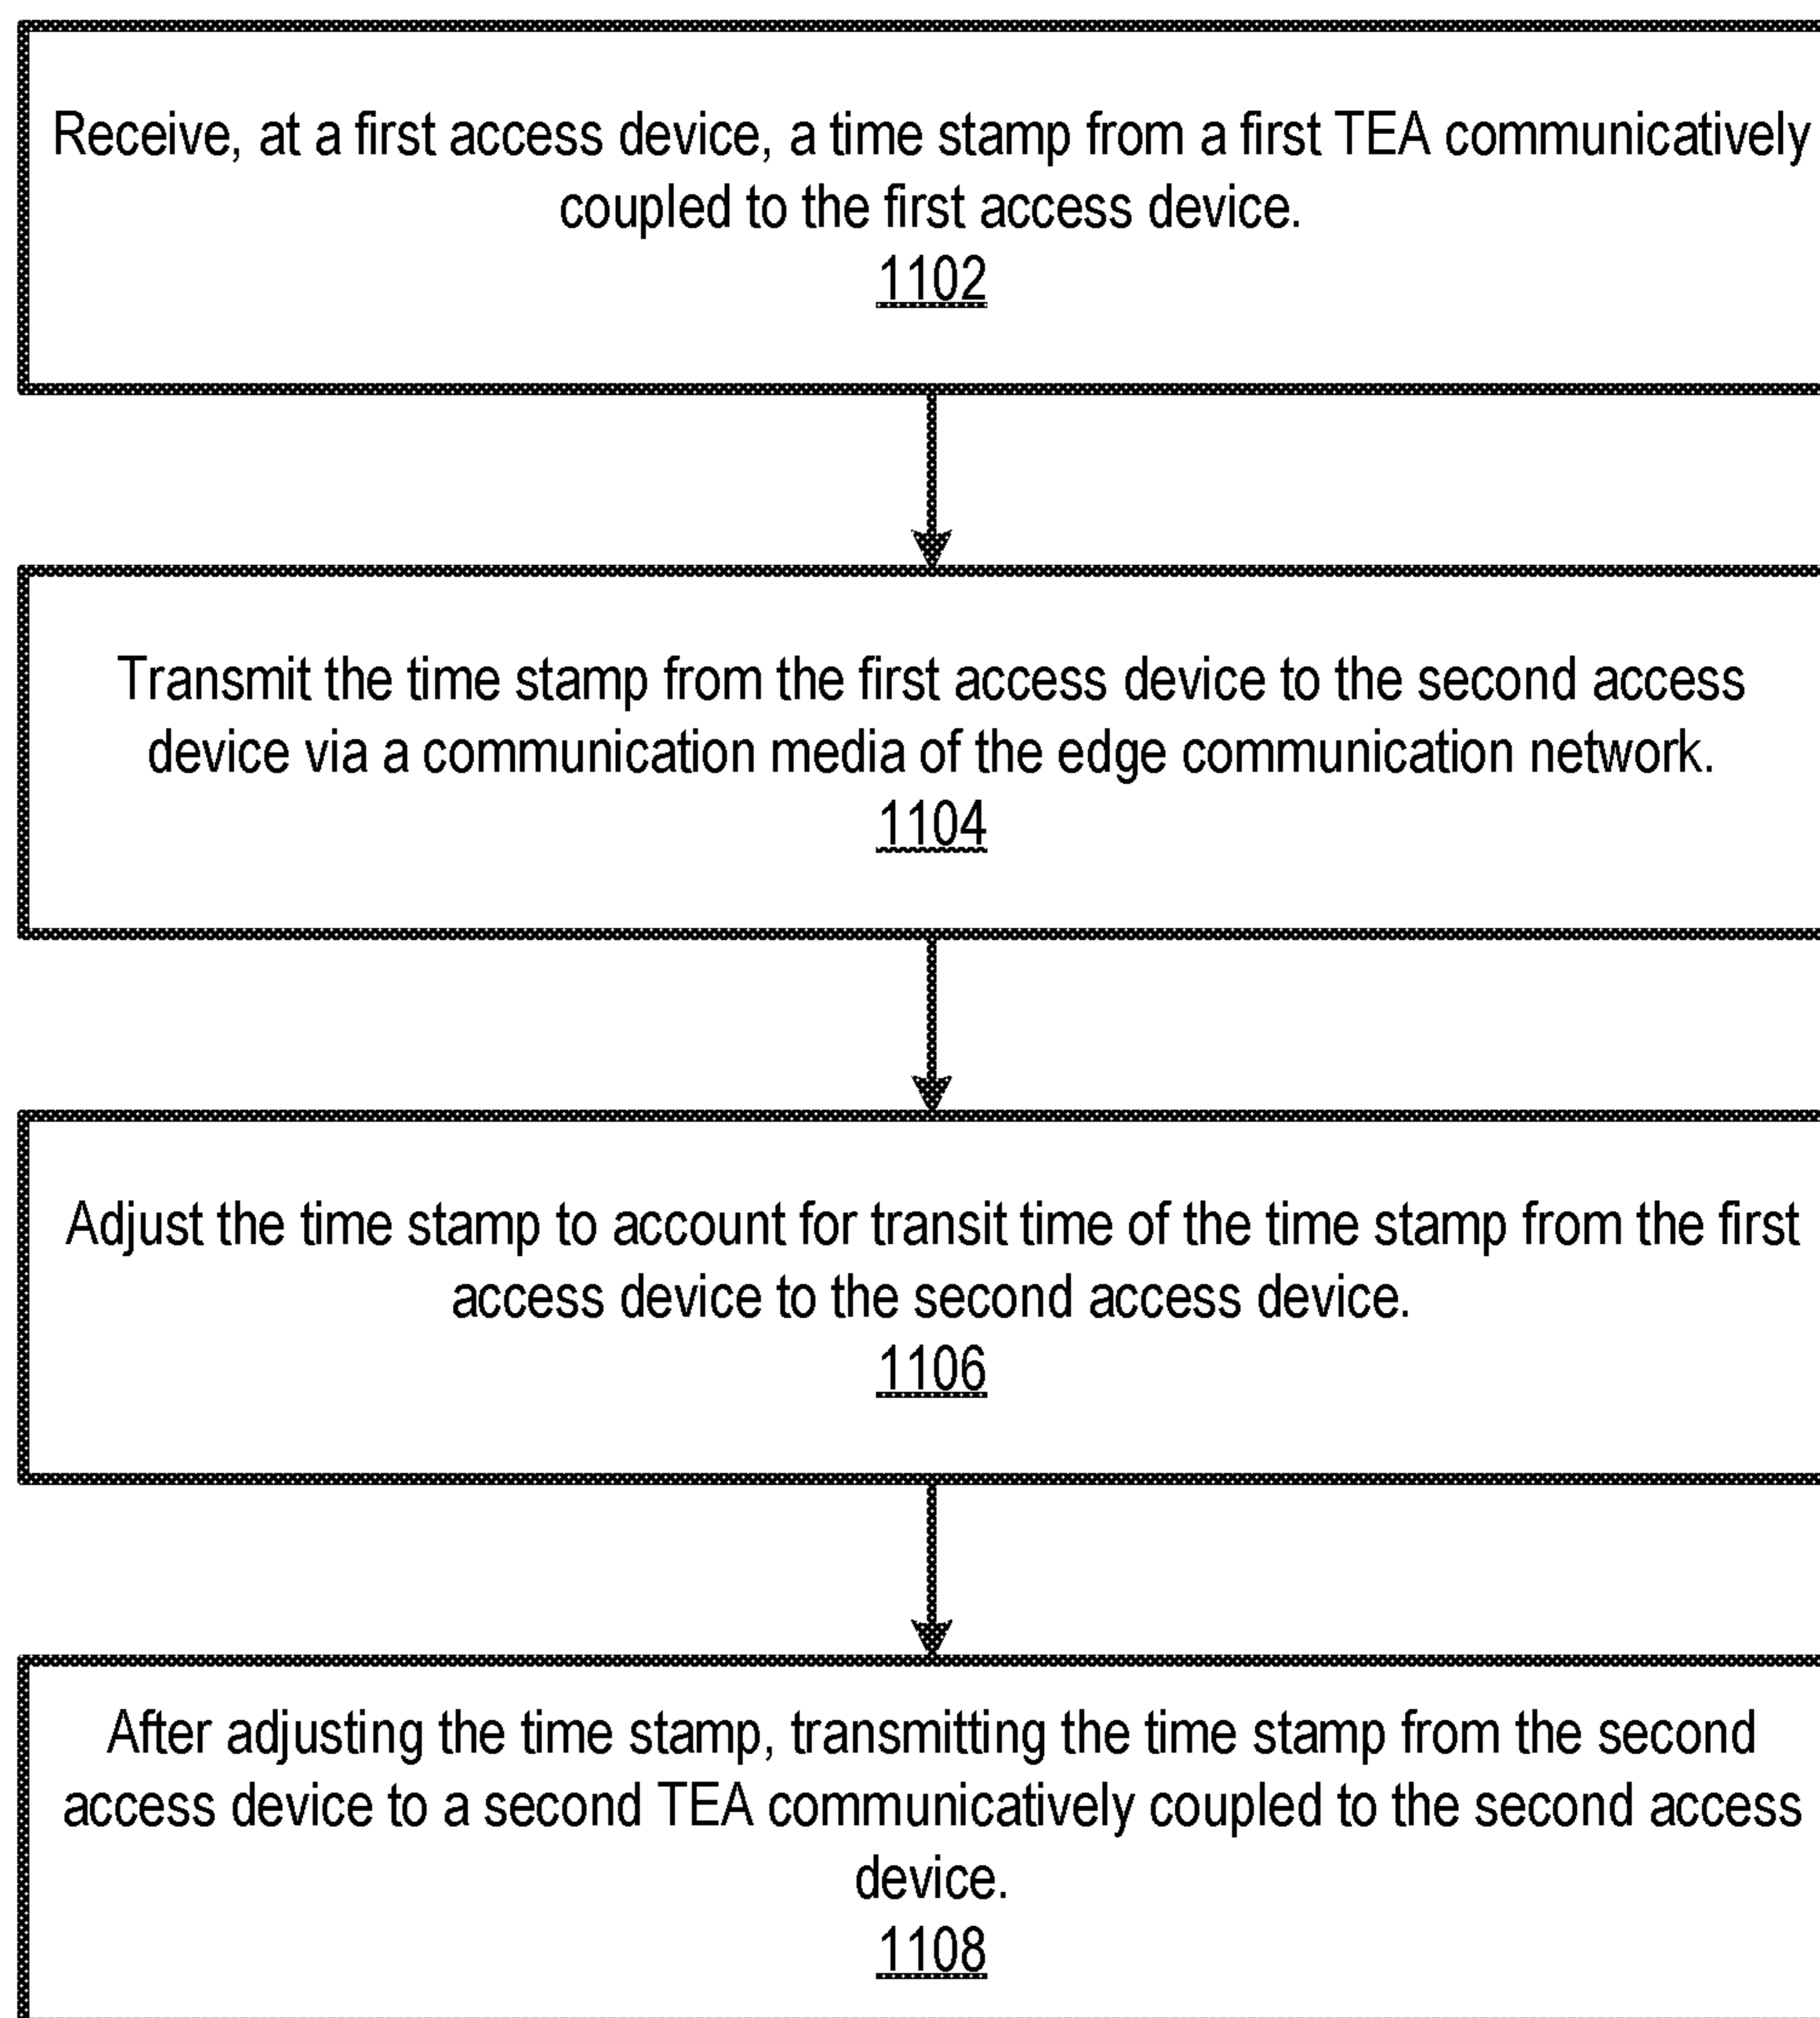 Receive, at a first access device, a time stamp from a first TEA communicatively
coupled to the first access device.
1102
Transmit the time stamp from the first access device to the second access
device via a communication media of the edge communication network.
1104
Adjust the time stamp to account for transit time of the time stamp from the first
access device to the second access device.
1106
After adjusting the time stamp, transmitting the time stamp from the second
access device to a second TEA communicatively coupled to the second access
device.
1108